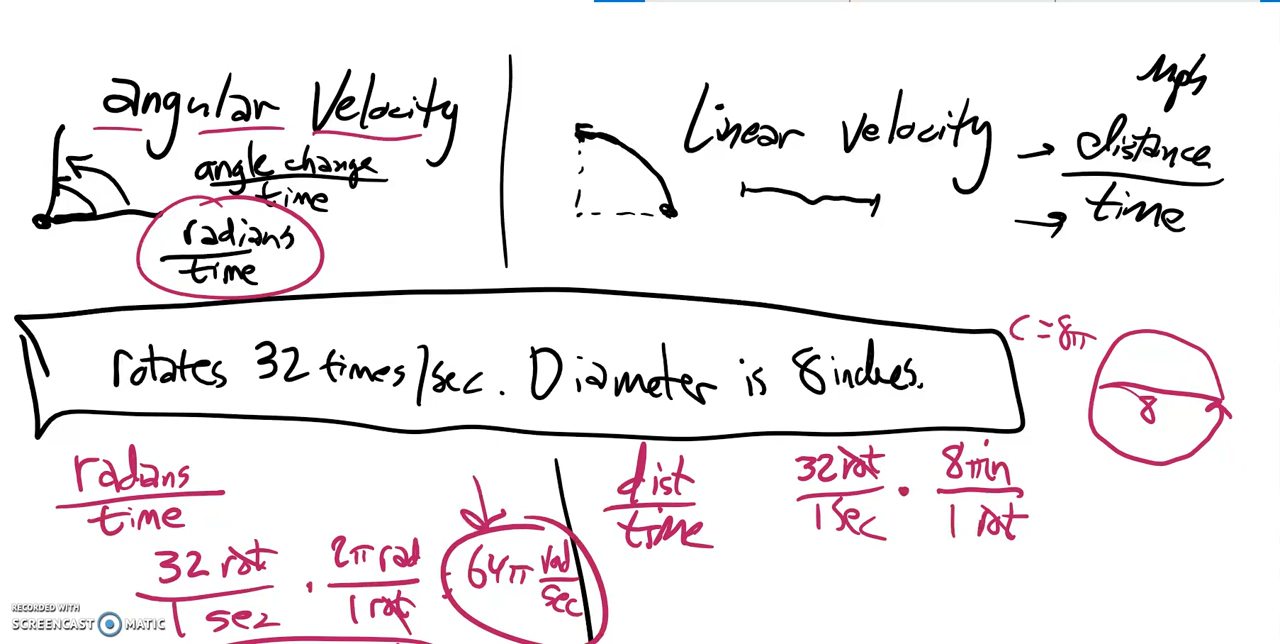 angular Velocity
angle change
time
radians
time
Linear velocity
mph
→ distance
→ time
rotates 32 times/sec. Diameter is 8 inches.
C = 8π
8
radians
time
32 rot
1 sec
·
2π rad
1 rot
= 64π rad
sec
dist
time
32 rot
1 sec
·
8π in
1 rot
RECORDED WITH
SCREENCAST MATIC